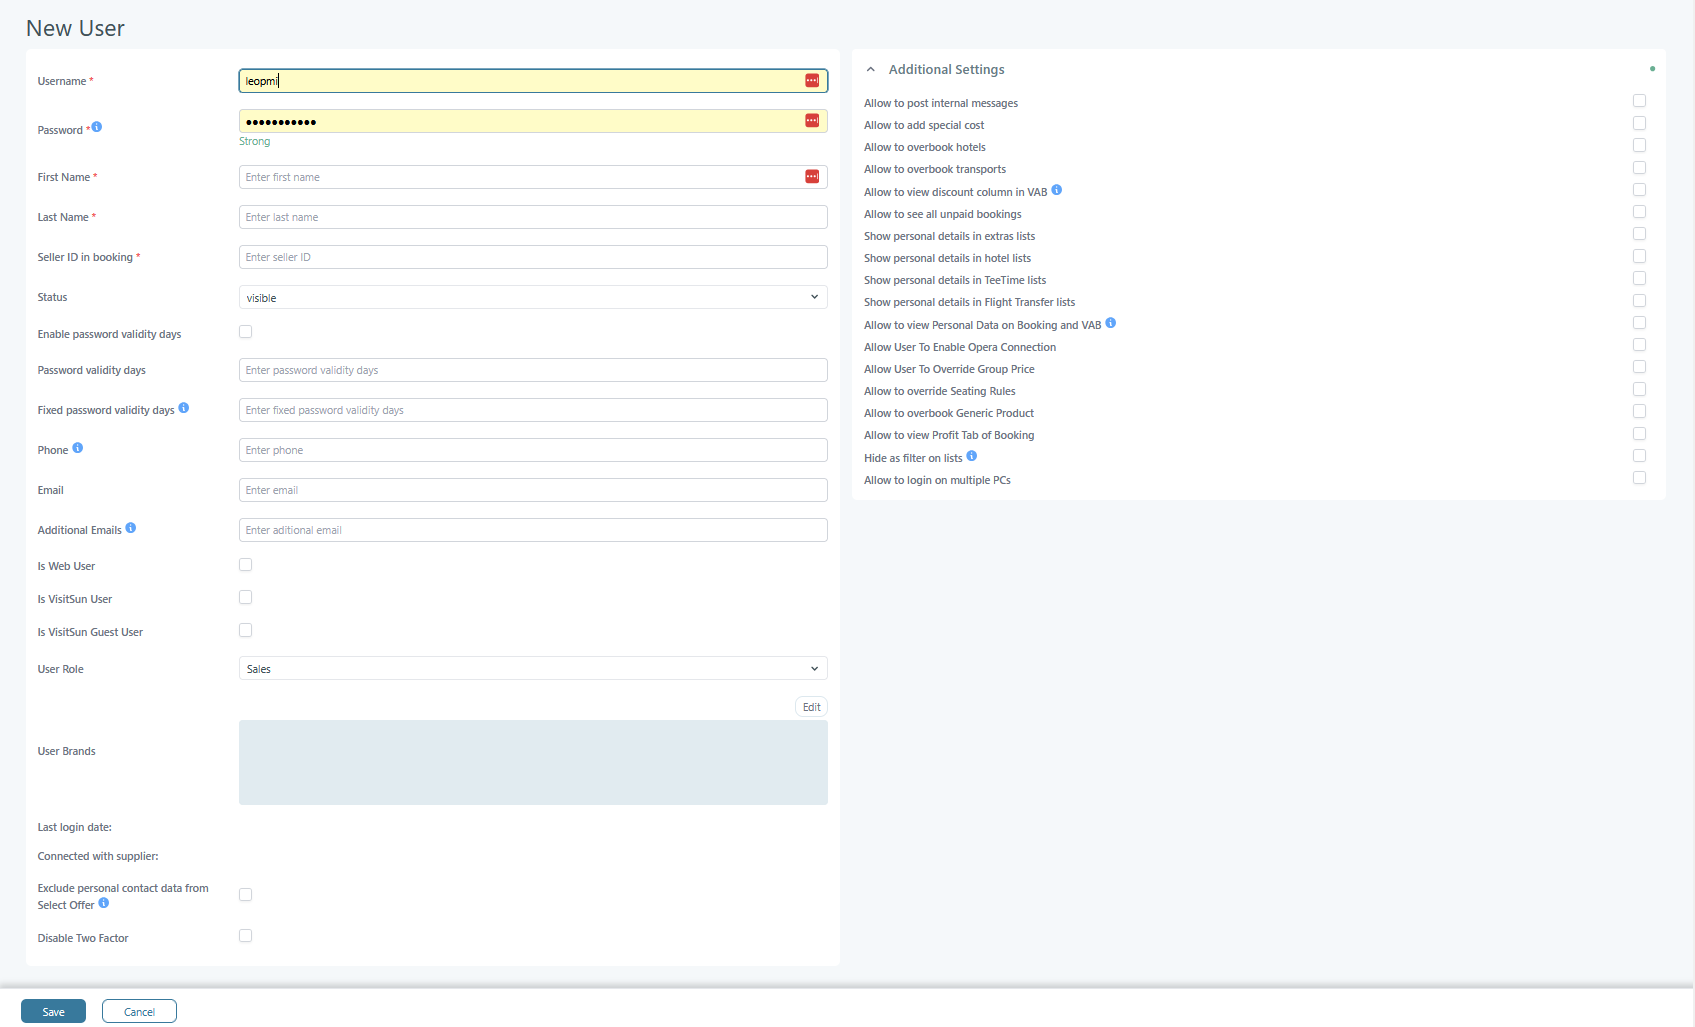 New User
Username *
leopmi
Password *
●●●●●●●●●●●
Strong
First Name *
Enter first name
Last Name *
Enter last name
Seller ID in booking *
Enter seller ID
Status
visible
Enable password validity days
Password validity days
Enter password validity days
Fixed password validity days
Enter fixed password validity days
Phone
Enter phone
Email
Enter email
Additional Emails
Enter aditional email
Is Web User
Is VisitSun User
Is VisitSun Guest User
User Role
Sales
Edit
User Brands
Last login date:
Connected with supplier:
Exclude personal contact data from
Select Offer
Disable Two Factor
Additional Settings
Allow to post internal messages
Allow to add special cost
Allow to overbook hotels
Allow to overbook transports
Allow to view discount column in VAB
Allow to see all unpaid bookings
Show personal details in extras lists
Show personal details in hotel lists
Show personal details in TeeTime lists
Show personal details in Flight Transfer lists
Allow to view Personal Data on Booking and VAB
Allow User To Enable Opera Connection
Allow User To Override Group Price
Allow to override Seating Rules
Allow to overbook Generic Product
Allow to view Profit Tab of Booking
Hide as filter on lists
Allow to login on multiple PCs
Save
Cancel